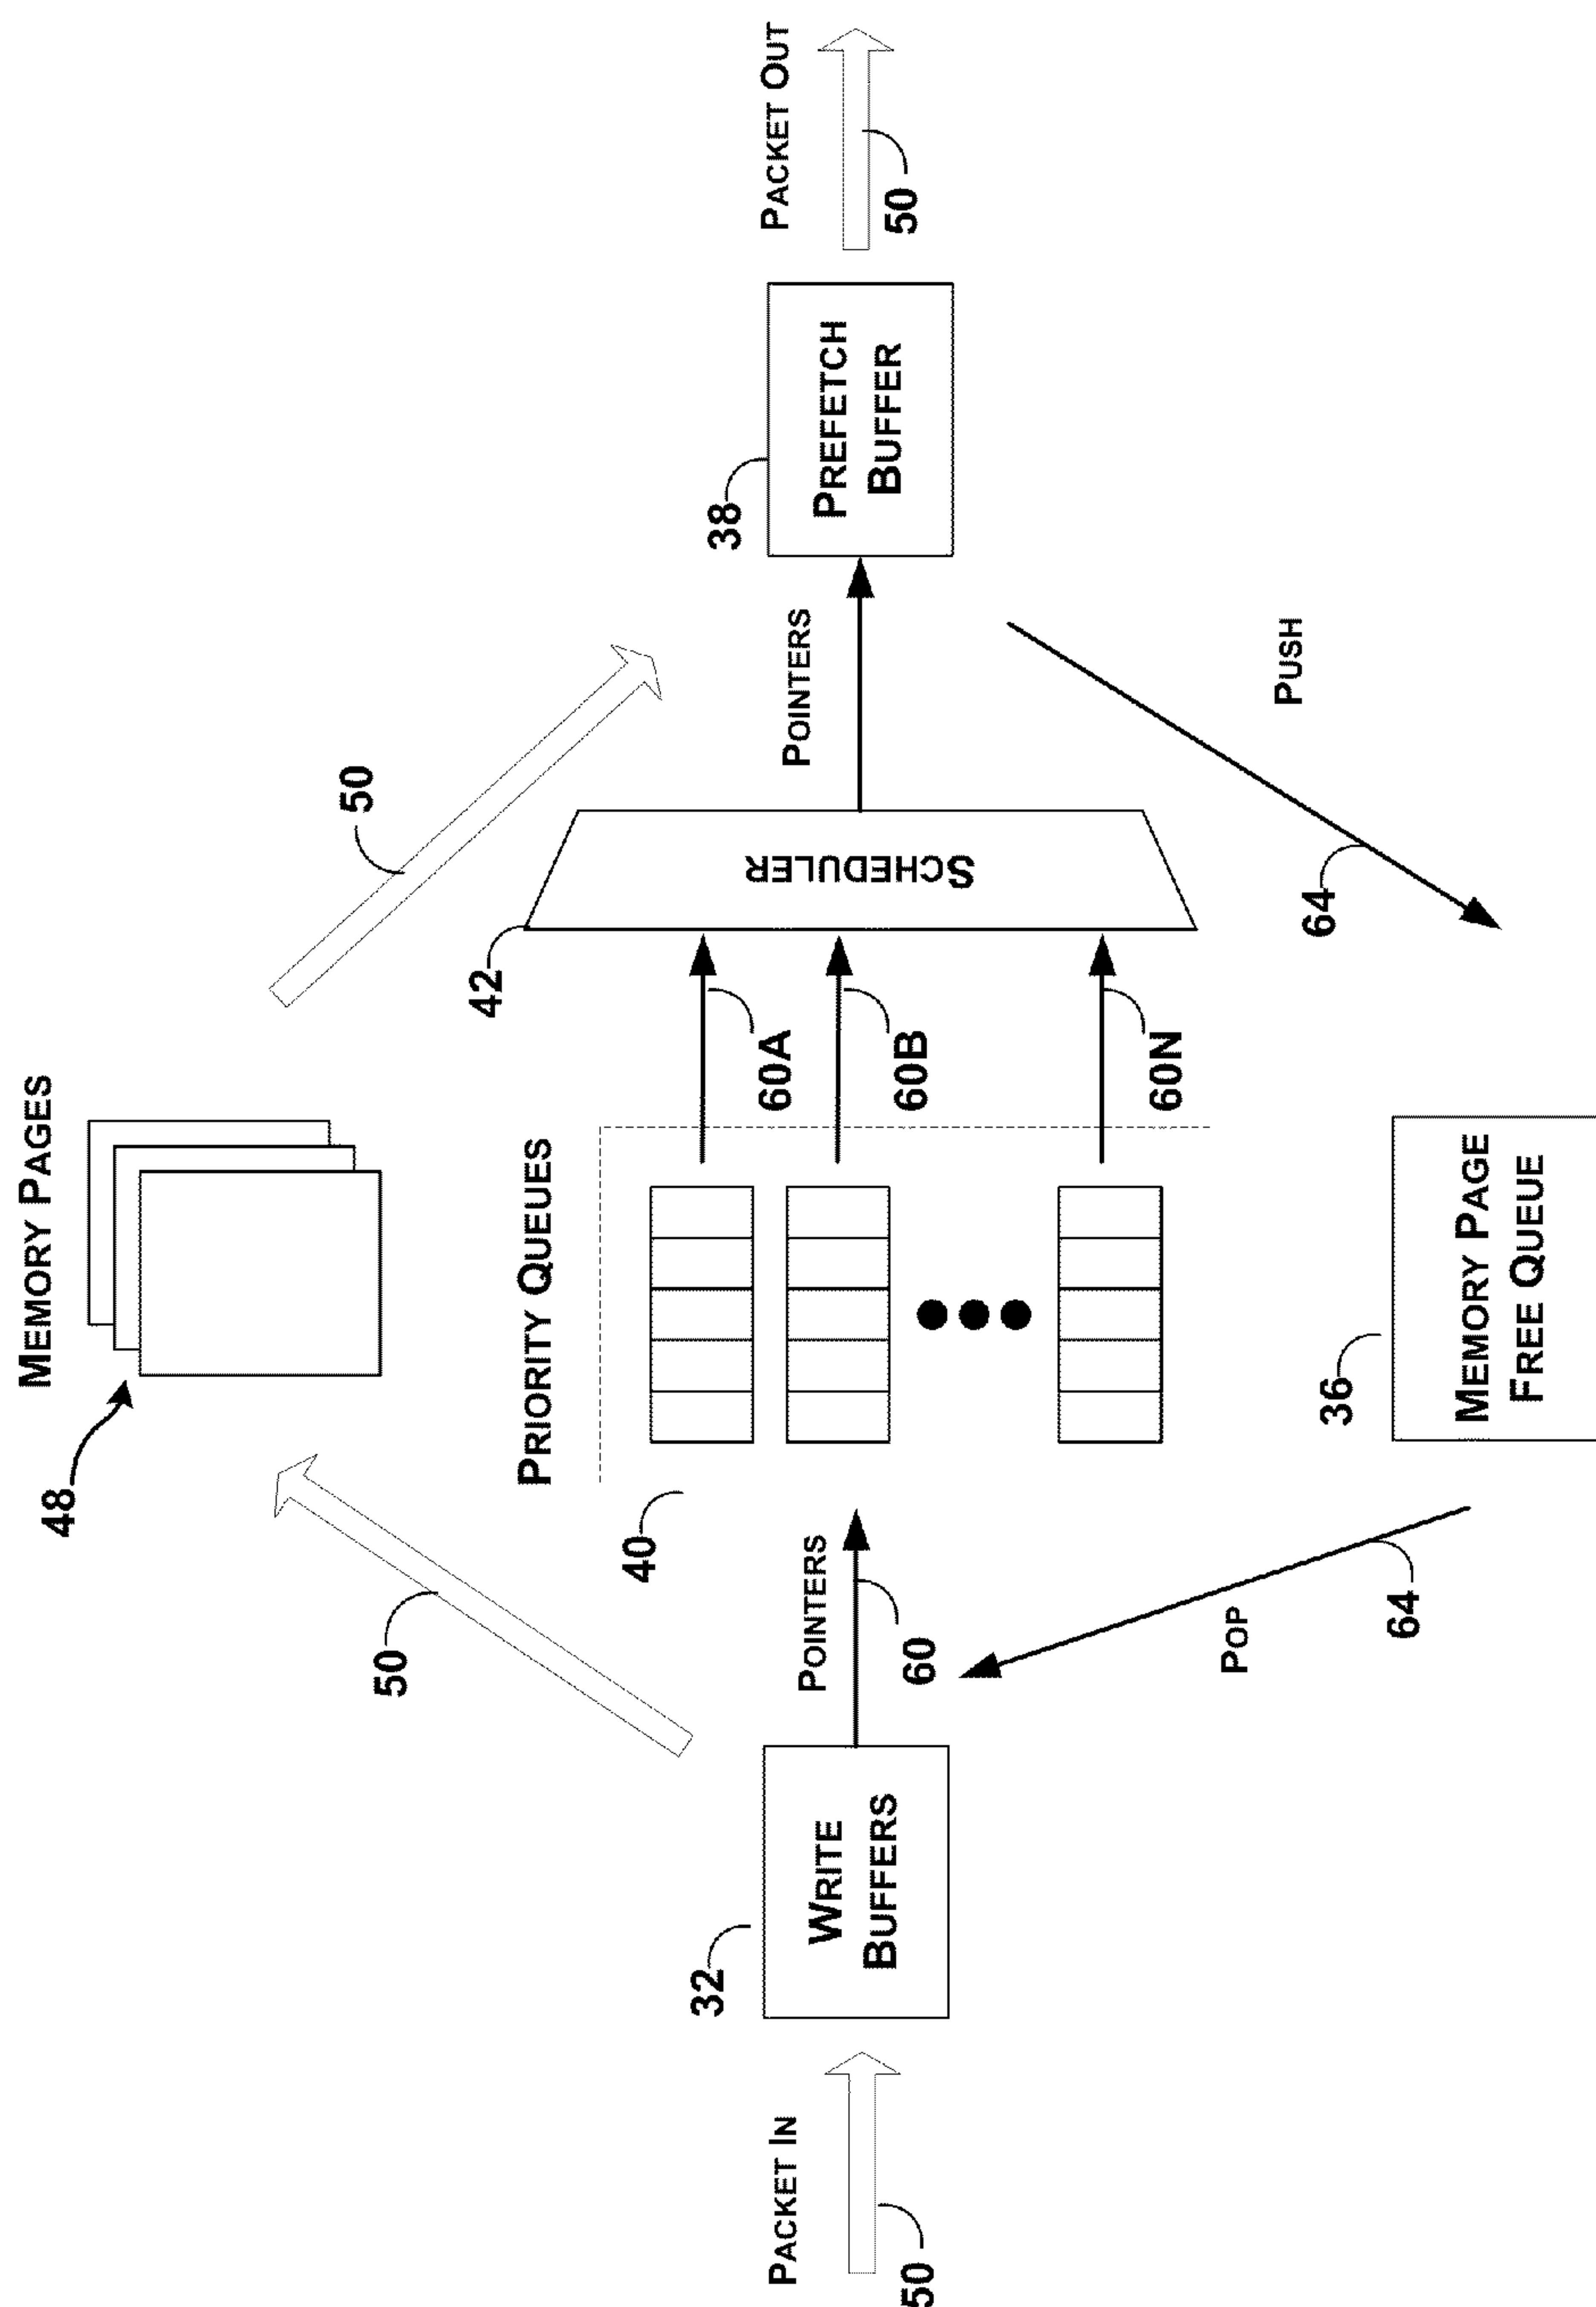 MEMORY PAGES
48
50
50
PRIORITY QUEUES
40
42
60A
60B
60N
SCHEDULER
PACKET IN
50
32
WRITE
BUFFERS
POINTERS
60
POINTERS
38
PREFETCH
BUFFER
PACKET OUT
50
POP
64
36
MEMORY PAGE
FREE QUEUE
64
PUSH